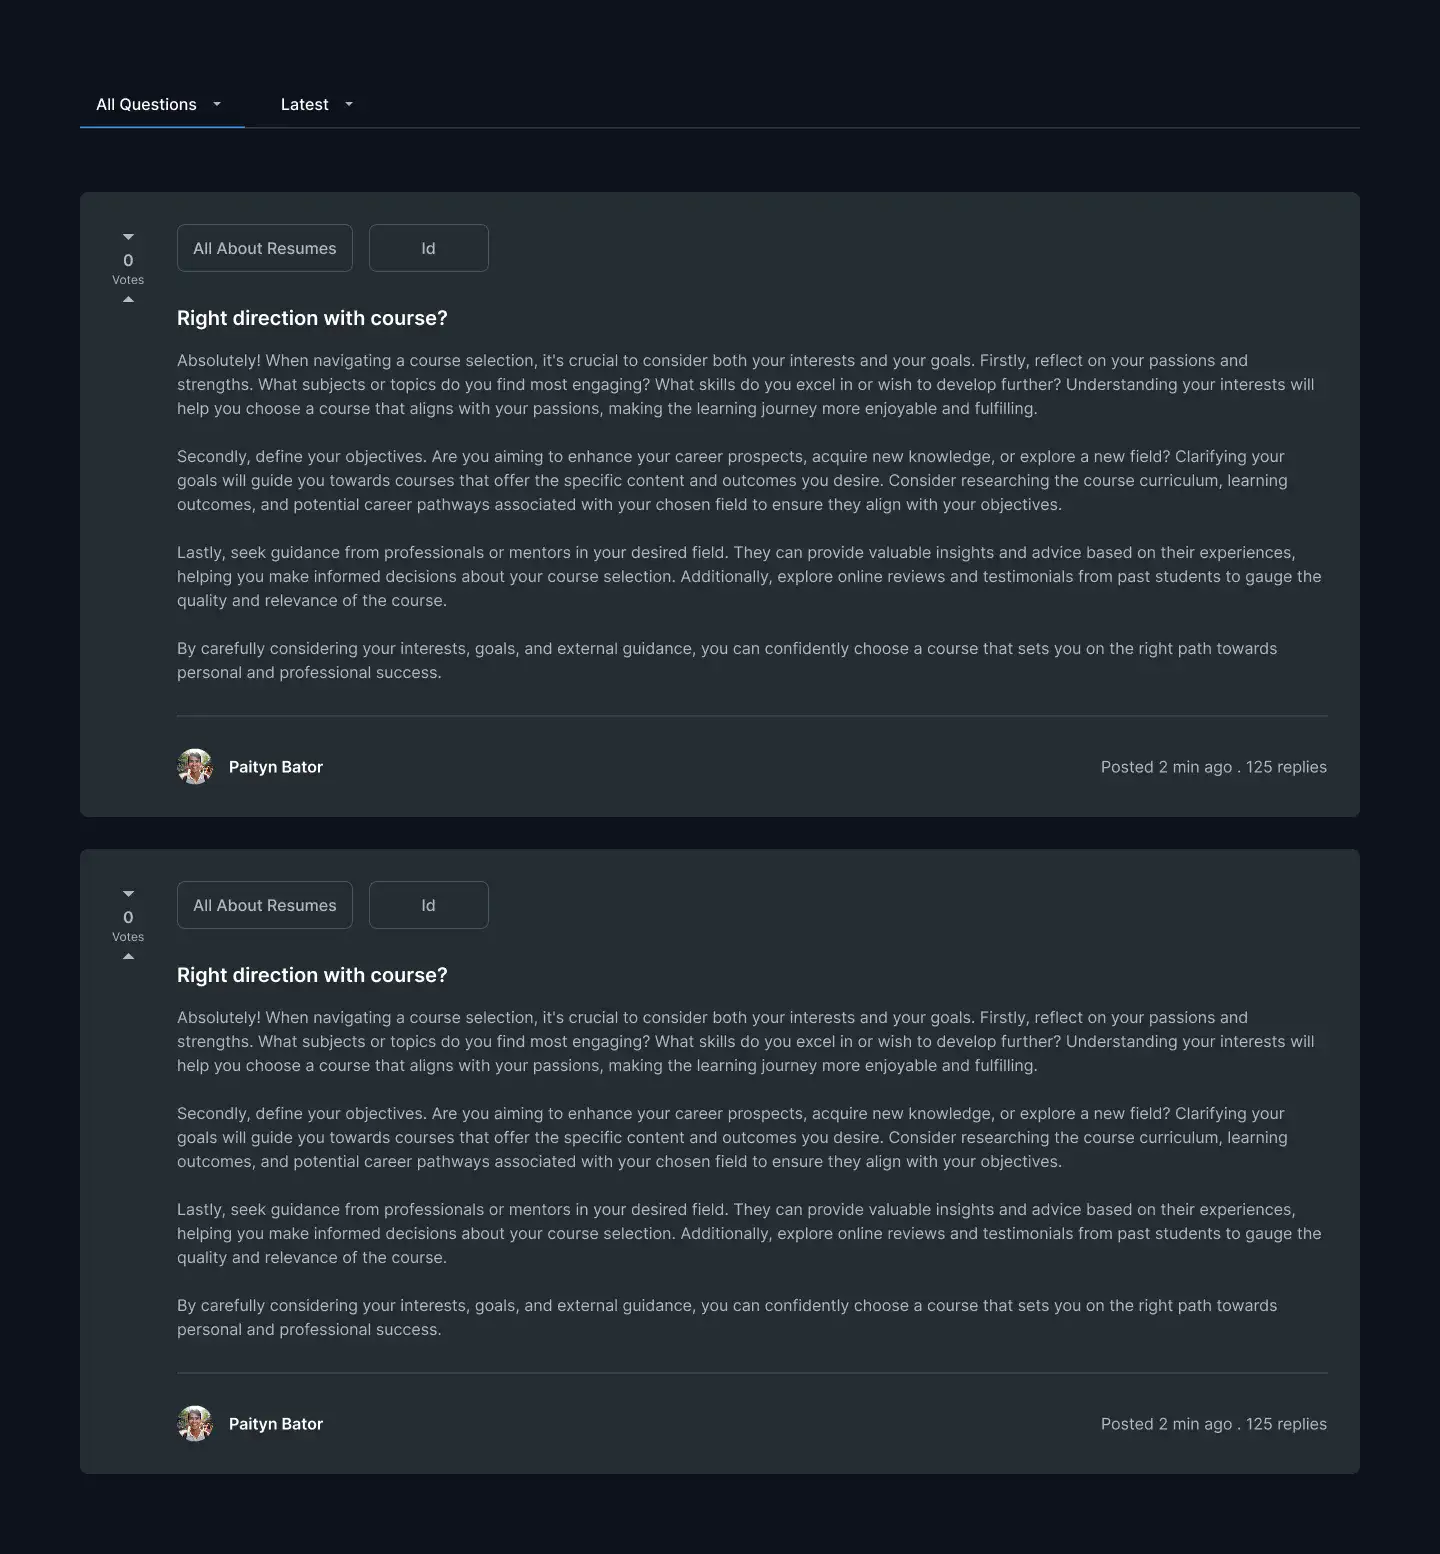 All Questions
Latest
0
Votes
All About Resumes
Id
Right direction with course?
Absolutely! When navigating a course selection, it's crucial to consider both your interests and your goals. Firstly, reflect on your passions and
strengths. What subjects or topics do you find most engaging? What skills do you excel in or wish to develop further? Understanding your interests will
help you choose a course that aligns with your passions, making the learning journey more enjoyable and fulfilling.
Secondly, define your objectives. Are you aiming to enhance your career prospects, acquire new knowledge, or explore a new field? Clarifying your
goals will guide you towards courses that offer the specific content and outcomes you desire. Consider researching the course curriculum, learning
outcomes, and potential career pathways associated with your chosen field to ensure they align with your objectives.
Lastly, seek guidance from professionals or mentors in your desired field. They can provide valuable insights and advice based on their experiences,
helping you make informed decisions about your course selection. Additionally, explore online reviews and testimonials from past students to gauge the
quality and relevance of the course.
By carefully considering your interests, goals, and external guidance, you can confidently choose a course that sets you on the right path towards
personal and professional success.
Paityn Bator
Posted 2 min ago . 125 replies
0
Votes
All About Resumes
Id
Right direction with course?
Absolutely! When navigating a course selection, it's crucial to consider both your interests and your goals. Firstly, reflect on your passions and
strengths. What subjects or topics do you find most engaging? What skills do you excel in or wish to develop further? Understanding your interests will
help you choose a course that aligns with your passions, making the learning journey more enjoyable and fulfilling.
Secondly, define your objectives. Are you aiming to enhance your career prospects, acquire new knowledge, or explore a new field? Clarifying your
goals will guide you towards courses that offer the specific content and outcomes you desire. Consider researching the course curriculum, learning
outcomes, and potential career pathways associated with your chosen field to ensure they align with your objectives.
Lastly, seek guidance from professionals or mentors in your desired field. They can provide valuable insights and advice based on their experiences,
helping you make informed decisions about your course selection. Additionally, explore online reviews and testimonials from past students to gauge the
quality and relevance of the course.
By carefully considering your interests, goals, and external guidance, you can confidently choose a course that sets you on the right path towards
personal and professional success.
Paityn Bator
Posted 2 min ago . 125 replies